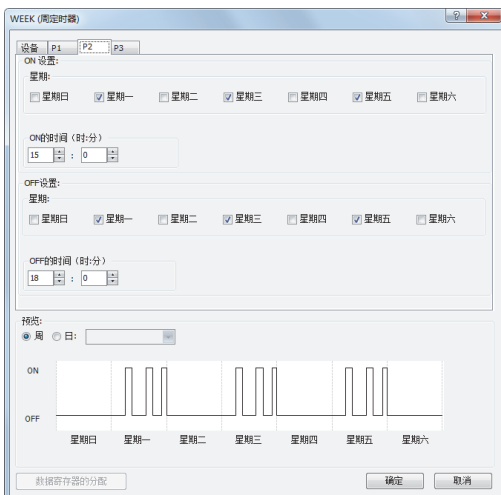 WEEK (周定时器)
设备 P1 P2 P3
ON 设置:
星期:
星期日 星期一 星期二 星期三 星期四 星期五 星期六
ON的时间 (时:分)
15 : 0
OFF设置:
星期:
星期日 星期一 星期二 星期三 星期四 星期五 星期六
OFF的时间 (时:分)
18 : 0
预览:
周 日:
ON
OFF
星期日 星期一 星期二 星期三 星期四 星期五 星期六
数据寄存器的分配 确定 取消